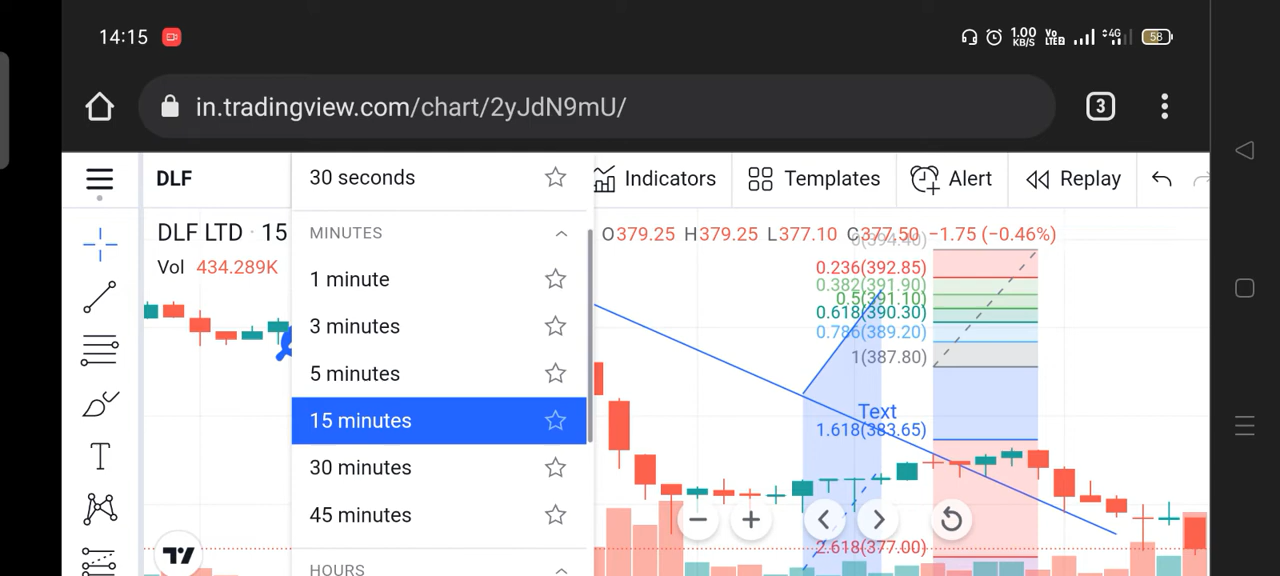 14:15
1.00 KB/S Vo LTE2 4G 58
in.tradingview.com/chart/2yJdN9mU/
3
DLF
30 seconds
Indicators
Templates
Alert
Replay
DLF LTD · 15
MINUTES
O379.25 H379.25 L377.10 C377.50 −1.75 (−0.46%)
0(394.40)
Vol 434.289K
0.236(392.85)
1 minute
0.382(391.90)
0.5(391.10)
0.618(390.30)
3 minutes
0.786(389.20)
1(387.80)
5 minutes
Text
15 minutes
1.618(383.65)
30 minutes
45 minutes
2.618(377.00)
HOURS